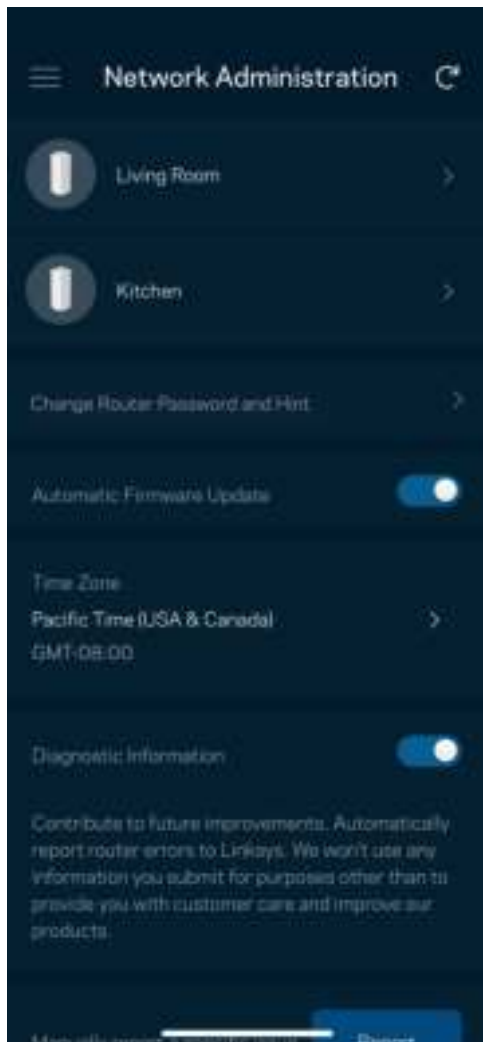 Network Administration
Living Room
Kitchen
Change Router Password and Hint
Automatic Firmware Update
Time Zone
Pacific Time (USA & Canada)
GMT-08:00
Diagnostic Information
Contribute to future improvements. Automatically
report router errors to Linksys. We won't use any
information you submit for purposes other than to
provide you with customer care and improve our
products.